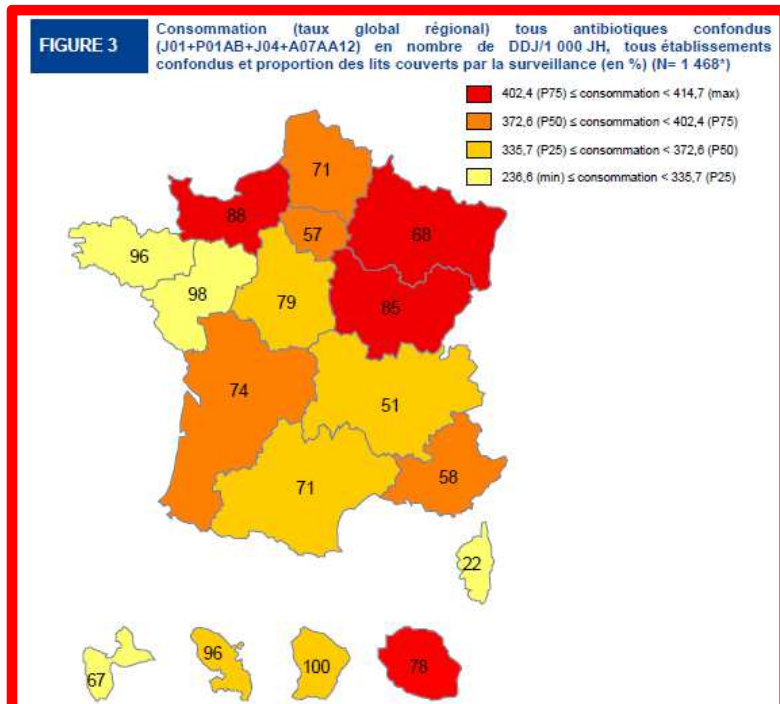 FIGURE 3
Consommation (taux global régional) tous antibiotiques confondus
(J01+P01AB+J04+A07AA12) en nombre de DDJ/1 000 JH, tous établissements
confondus et proportion des lits couverts par la surveillance (en %) (N= 1 468*)
402,4 (P75) ≤ consommation < 414,7 (max)
372,6 (P50) ≤ consommation < 402,4 (P75)
335,7 (P25) ≤ consommation < 372,6 (P50)
236,6 (min) ≤ consommation < 335,7 (P25)
71
88
57
68
96
98
79
85
74
51
71
58
22
67
96
100
78